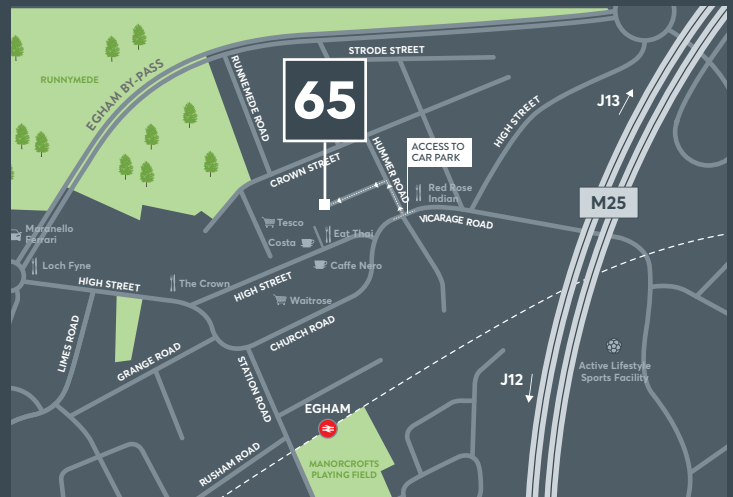 STRODE STREET
RUNNYMEDE
EGHAM BY-PASS
RUNNEMEDE ROAD
65
J13
HIGH STREET
ACCESS TO
CAR PARK
CROWN STREET
HUMMER ROAD
Red Rose
Indian
M25
VICARAGE ROAD
Tesco
Maranello
Ferrari
Eat Thai
Costa
Loch Fyne
Caffe Nero
HIGH STREET
The Crown
HIGH STREET
Waitrose
LIMES ROAD
CHURCH ROAD
GRANGE ROAD
STATION ROAD
Active Lifestyle
Sports Facility
J12
EGHAM
RUSHAM ROAD
MANORCROFTS
PLAYING FIELD